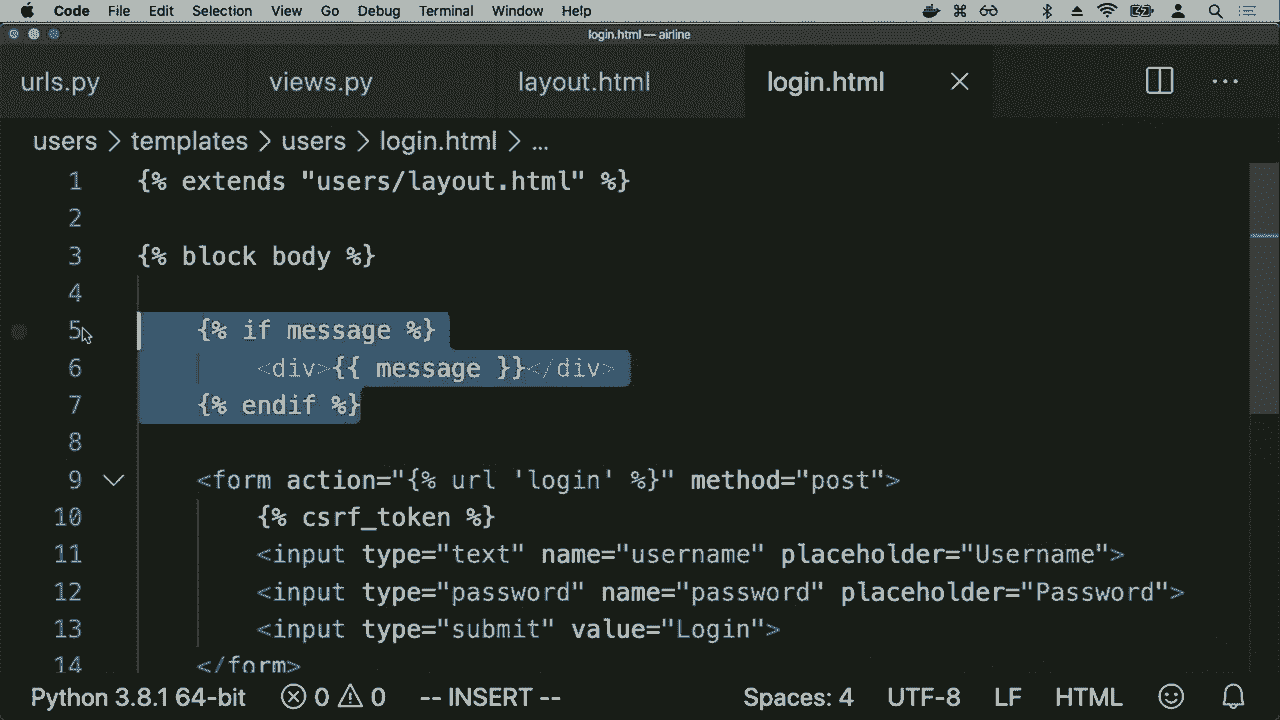 Code File Edit Selection View Go Debug Terminal Window Help
login.html — airline
urls.py views.py layout.html login.html
users > templates > users > login.html > ...
1 {% extends "users/layout.html" %}
2
3 {% block body %}
4
5 {% if message %}
6 <div>{{ message }}</div>
7 {% endif %}
8
9 <form action="{% url 'login' %}" method="post">
10 {% csrf_token %}
11 <input type="text" name="username" placeholder="Username">
12 <input type="password" name="password" placeholder="Password">
13 <input type="submit" value="Login">
14 </form>
Python 3.8.1 64-bit 0 0 -- INSERT -- Spaces: 4 UTF-8 LF HTML